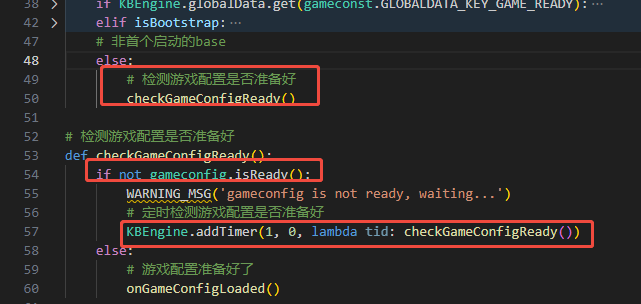 38 if KBEngine.globalData.get(gameconst.GLOBALDATA_KEY_GAME_READY):…
42 elif isBootstrap:…
47 # 非首个启动的base
48 else:
49 # 检测游戏配置是否准备好
50 checkGameConfigReady()
51
52 # 检测游戏配置是否准备好
53 def checkGameConfigReady():
54 if not gameconfig.isReady():
55 WARNING_MSG('gameconfig is not ready, waiting...')
56 # 定时检测游戏配置是否准备好
57 KBEngine.addTimer(1, 0, lambda tid: checkGameConfigReady())
58 else:
59 # 游戏配置准备好了
60 onGameConfigLoaded()
61